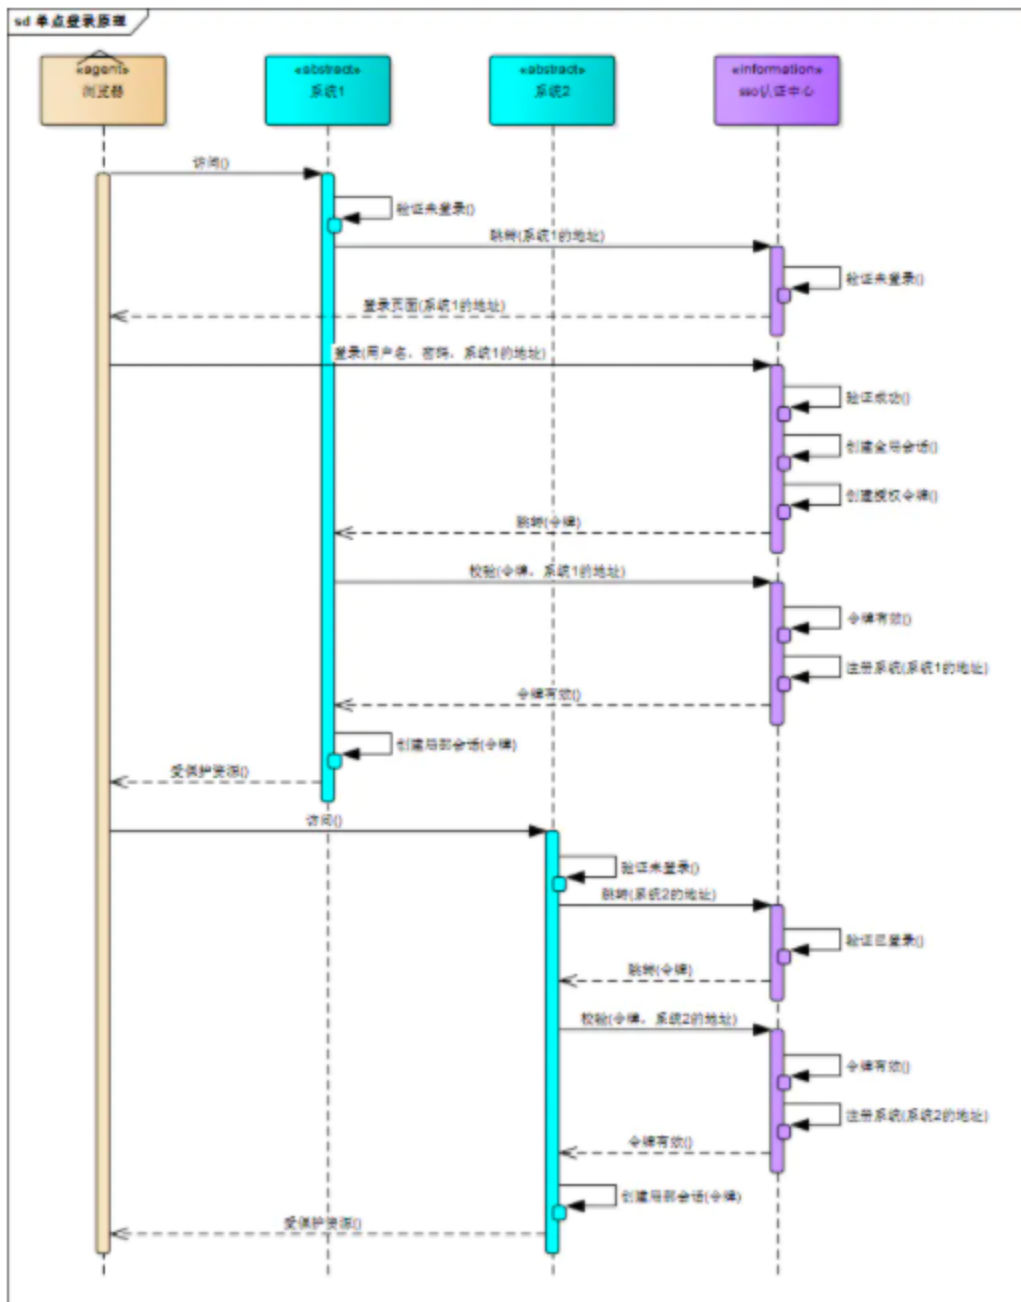 sd 单点登录原理
«agent»
浏览器
«abstract»
系统1
«abstract»
系统2
«information»
sso认证中心
访问()
验证未登录()
跳转(系统1的地址)
验证未登录()
登录页面(系统1的地址)
登录(用户名、密码、系统1的地址)
验证成功()
创建全局会话()
创建授权令牌()
跳转(令牌)
校验(令牌、系统1的地址)
令牌有效()
注册系统(系统1的地址)
令牌有效()
创建局部会话(令牌)
受保护资源()
访问()
验证未登录()
跳转(系统2的地址)
验证已登录()
跳转(令牌)
校验(令牌、系统2的地址)
令牌有效()
注册系统(系统2的地址)
令牌有效()
创建局部会话(令牌)
受保护资源()